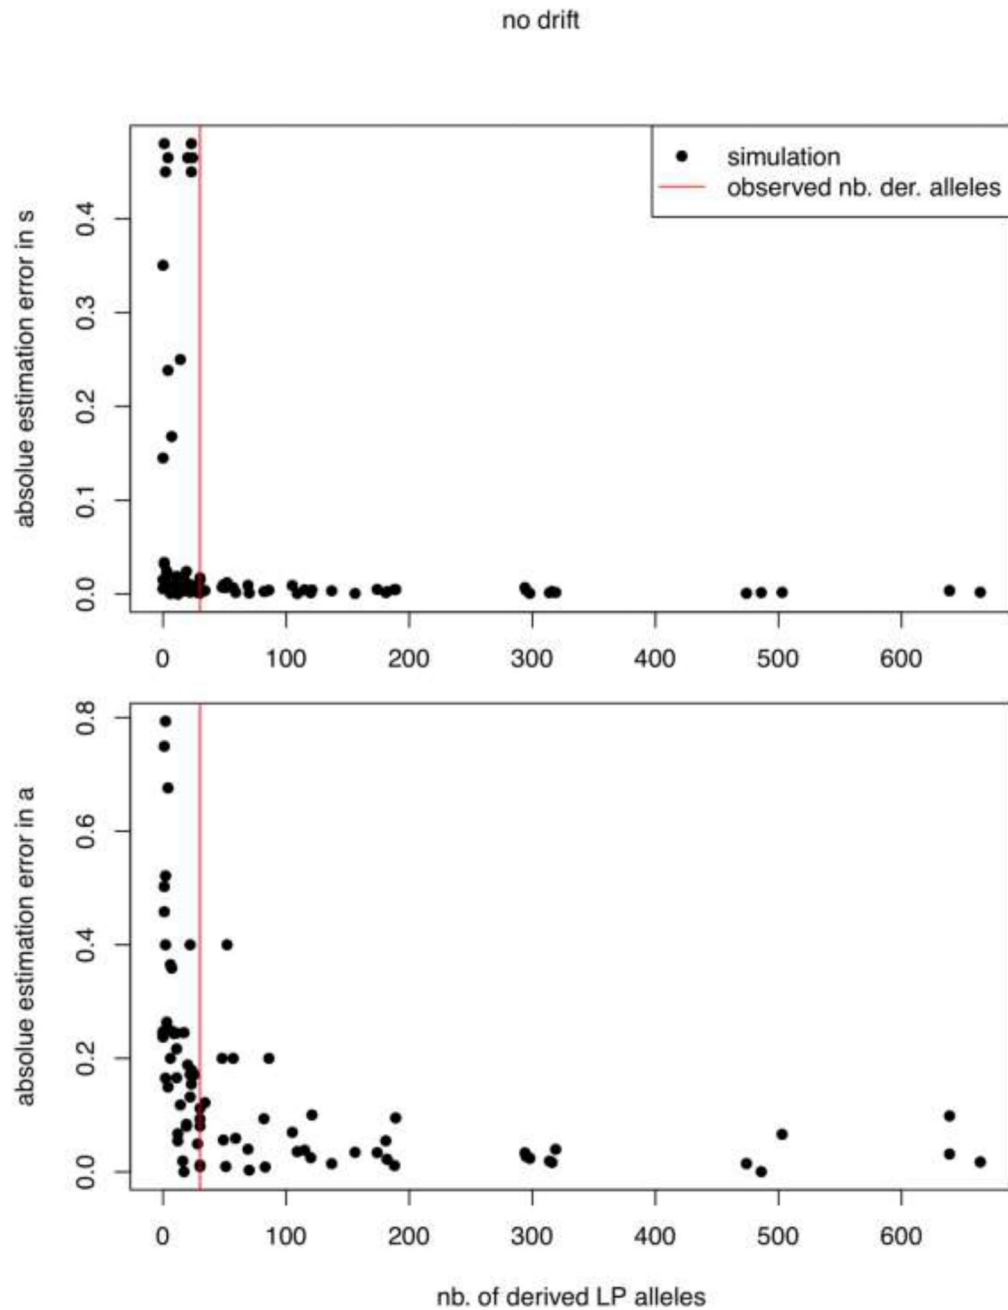 no drift
simulation
observed nb. der. alleles
absolue estimation error in s
0.4
0.3
0.2
0.1
0.0
0 100 200 300 400 500 600
absolue estimation error in a
0.8
0.6
0.4
0.2
0.0
0 100 200 300 400 500 600
nb. of derived LP alleles